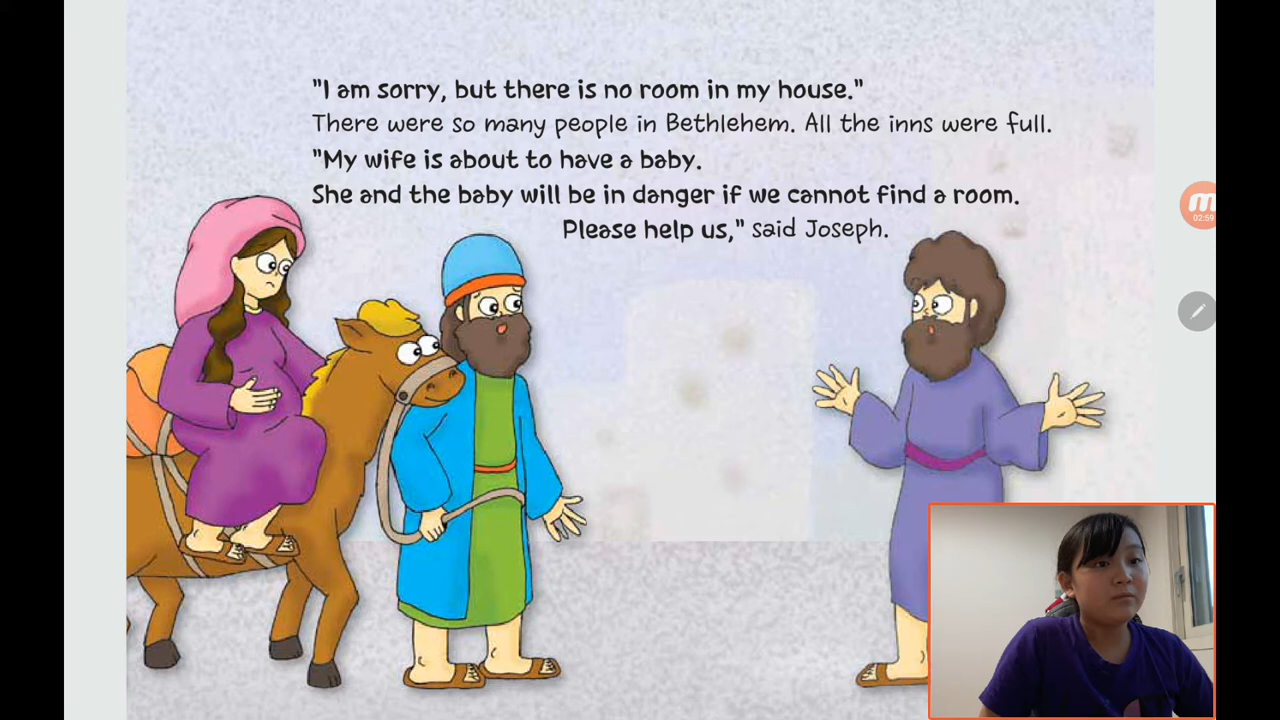 "I am sorry, but there is no room in my house."
There were so many people in Bethlehem. All the inns were full.
"My wife is about to have a baby.
She and the baby will be in danger if we cannot find a room.
Please help us," said Joseph.
02:59